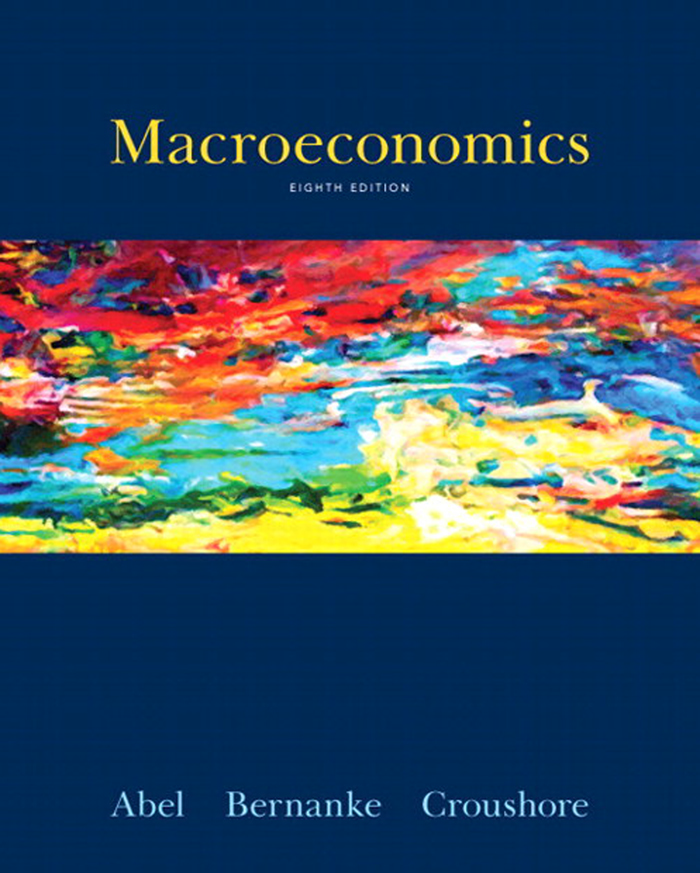 Macroeconomics
EIGHTH EDITION
Abel Bernanke Croushore